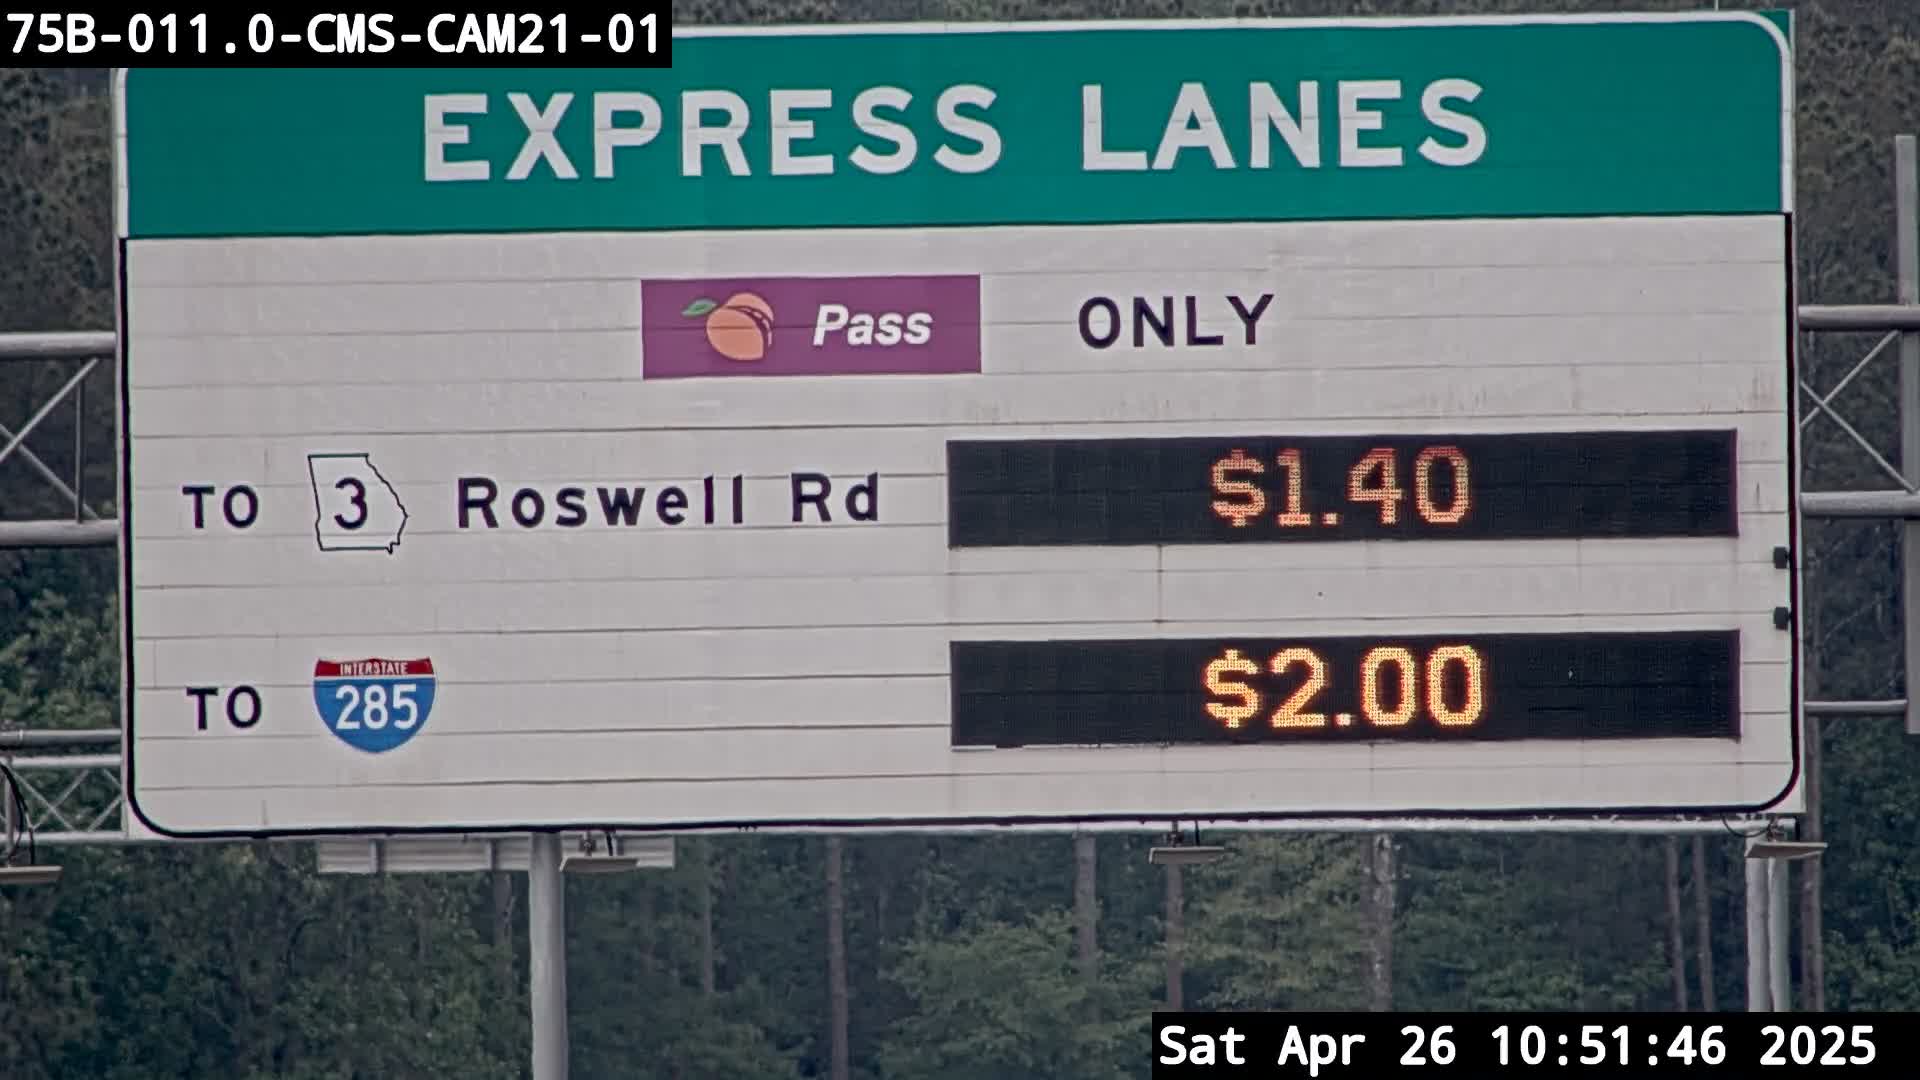 75B-011.0-CMS-CAM21-01
EXPRESS LANES
Pass ONLY
TO 3 Roswell Rd $1.40
INTERSTATE
TO 285 $2.00
Sat Apr 26 10:51:46 2025